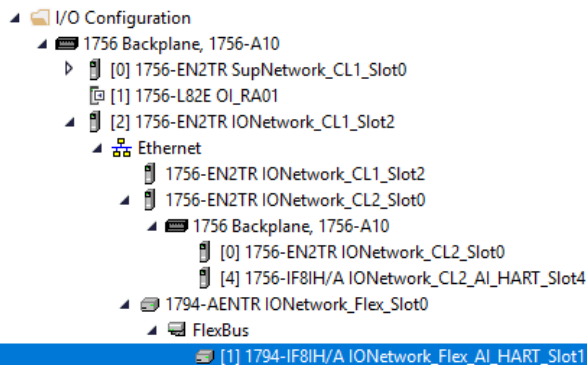 I/O Configuration
1756 Backplane, 1756-A10
[0] 1756-EN2TR SupNetwork_CL1_Slot0
[1] 1756-L82E OI_RA01
[2] 1756-EN2TR IONetwork_CL1_Slot2
Ethernet
1756-EN2TR IONetwork_CL1_Slot2
1756-EN2TR IONetwork_CL2_Slot0
1756 Backplane, 1756-A10
[0] 1756-EN2TR IONetwork_CL2_Slot0
[4] 1756-IF8IH/A IONetwork_CL2_AI_HART_Slot4
1794-AENTR IONetwork_Flex_Slot0
FlexBus
[1] 1794-IF8IH/A IONetwork_Flex_AI_HART_Slot1